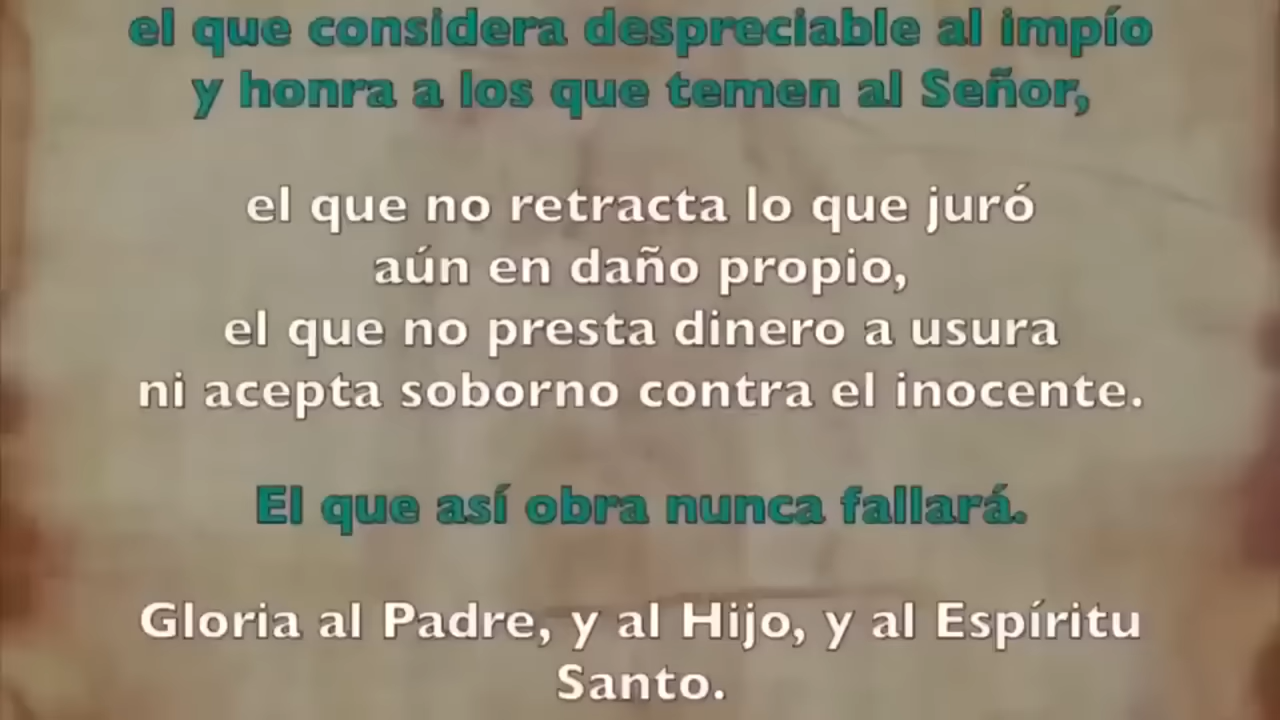 el que considera despreciable al impío
y honra a los que temen al Señor,
el que no retracta lo que juró
aún en daño propio,
el que no presta dinero a usura
ni acepta soborno contra el inocente.
El que así obra nunca fallará.
Gloria al Padre, y al Hijo, y al Espíritu
Santo.